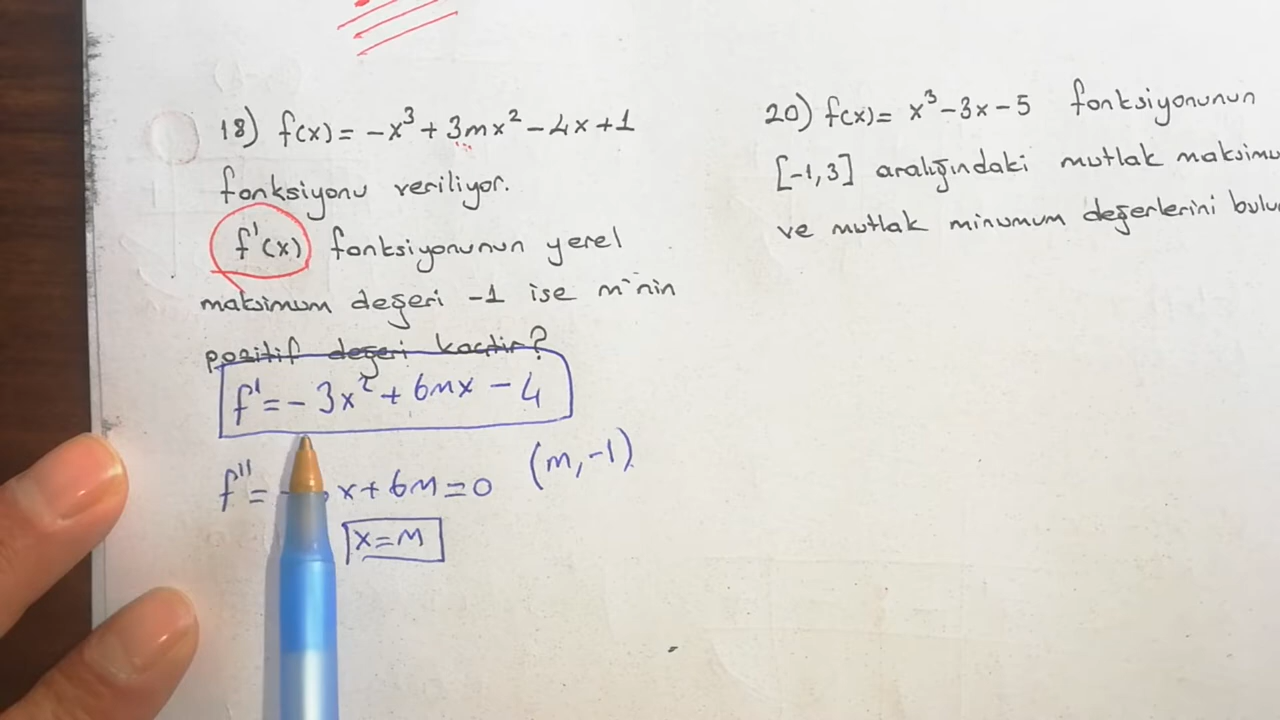 18) f(x) = -x³ + 3mx² - 4x + 1
fonksiyonu veriliyor.
f'(x) fonksiyonunun yerel
maksimum değeri -1 ise m'nin
pozitif değeri kaçtır?
f' = - 3x² + 6mx - 4
f'' = x + 6m = 0 (m, -1)
x = m
20) f(x) = x³ - 3x - 5 fonksiyonunun
[-1, 3] aralığındaki mutlak maksimu
ve mutlak minumum değerlerini bulu